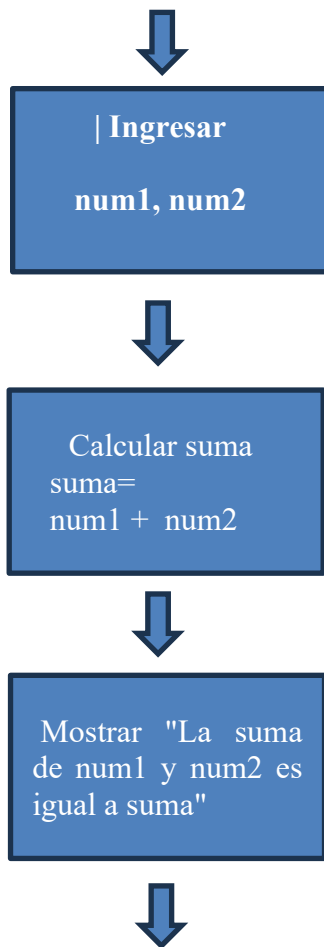 | Ingresar
num1, num2
Calcular suma
suma=
num1 + num2
Mostrar "La suma
de num1 y num2 es
igual a suma"